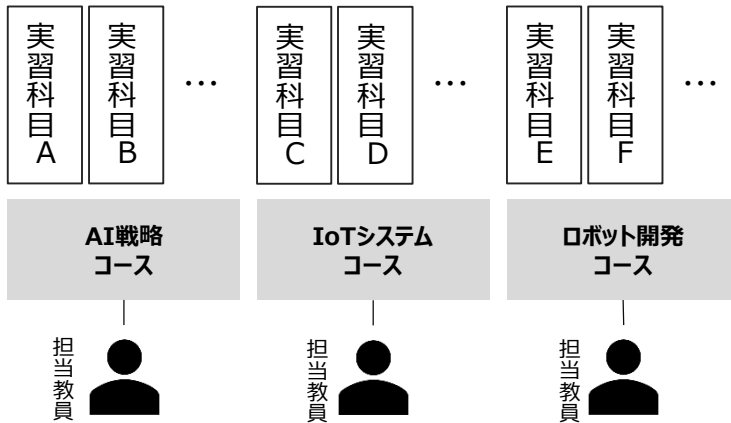 実習科目A
実習科目B
…
実習科目C
実習科目D
…
実習科目E
実習科目F
…
AI戦略
コース
IoTシステム
コース
ロボット開発
コース
担当教員
担当教員
担当教員